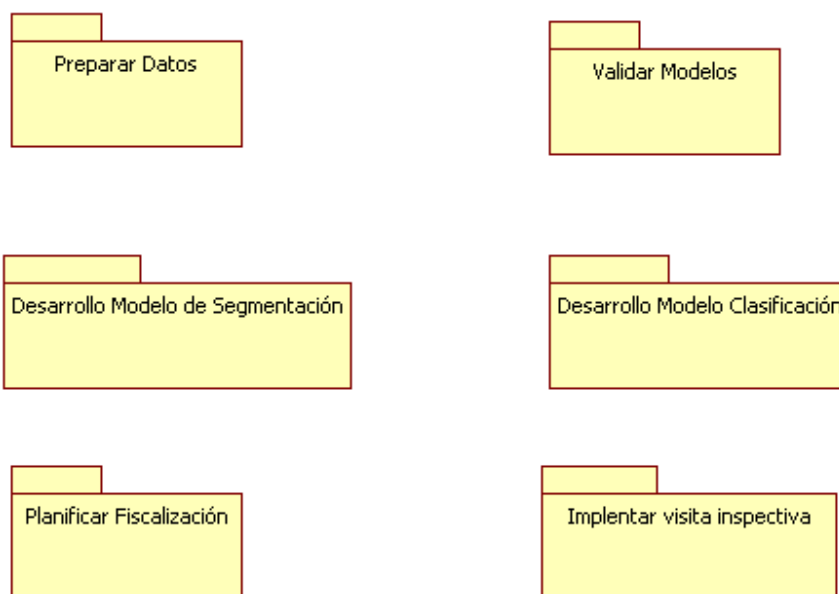 Preparar Datos
Validar Modelos
Desarrollo Modelo de Segmentación
Desarrollo Modelo Clasificación
Planificar Fiscalización
Implentar visita inspectiva